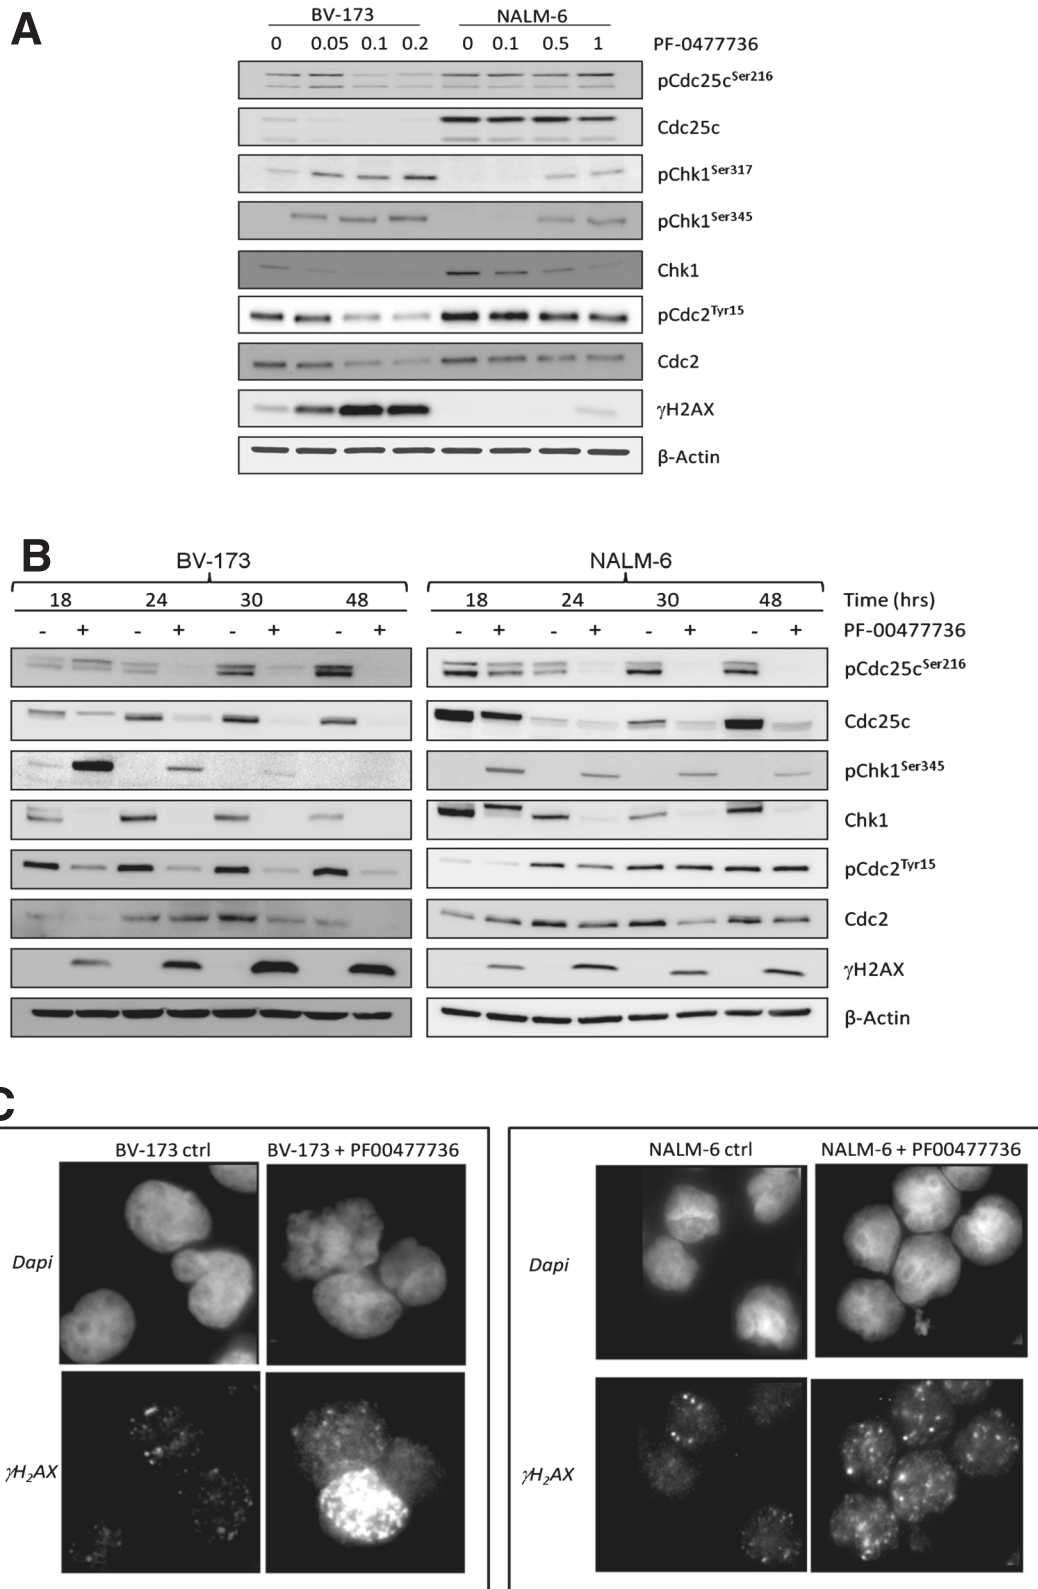 A
BV-173 NALM-6
0 0.05 0.1 0.2 0 0.1 0.5 1 PF-0477736
pCdc25cSer216
Cdc25c
pChk1Ser317
pChk1Ser345
Chk1
pCdc2Tyr15
Cdc2
γH2AX
β-Actin
B
BV-173 NALM-6
18 24 30 48 18 24 30 48 Time (hrs)
- + - + - + - + - + - + - + - + PF-00477736
pCdc25cSer216
Cdc25c
pChk1Ser345
Chk1
pCdc2Tyr15
Cdc2
γH2AX
β-Actin
C
BV-173 ctrl BV-173 + PF00477736 NALM-6 ctrl NALM-6 + PF00477736
Dapi Dapi
γH2AX γH2AX